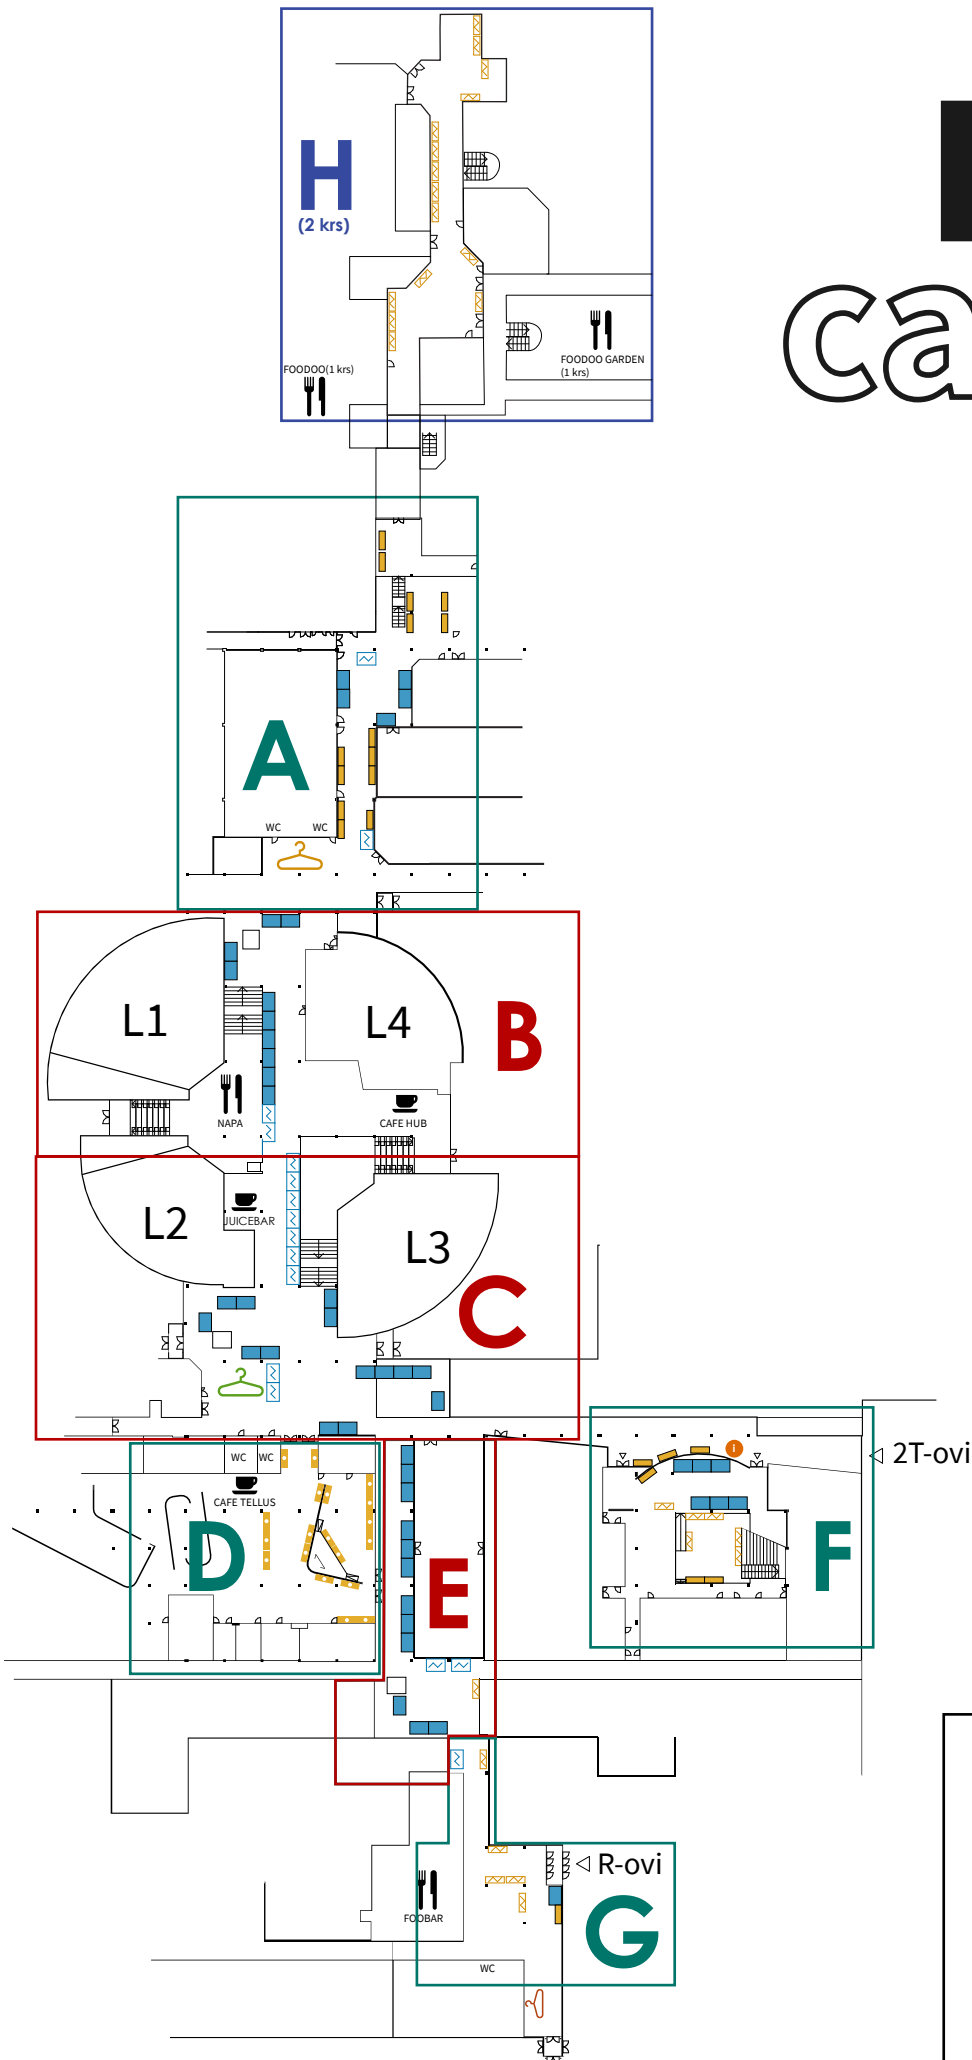 H
(2 krs)
ca
FOODOO(1 krs)
FOODOO GARDEN
(1 krs)
A
WC WC
L1
L4
B
NAPA
CAFE HUB
L2
JUICEBAR
L3
C
WC WC
CAFE TELLUS
D
E
i
F
2T-ovi
R-ovi
FOOBAR
G
WC